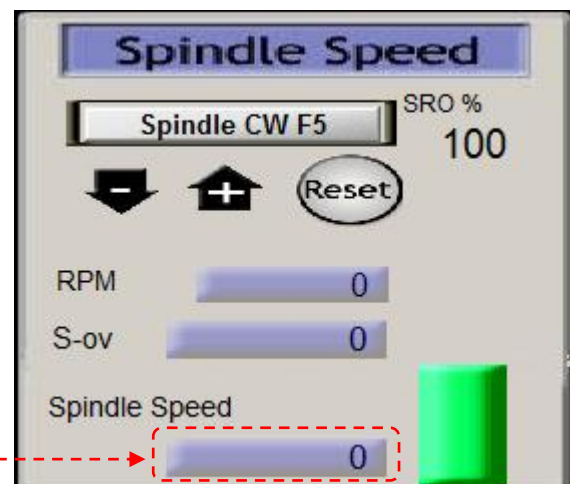 Spindle Speed
Spindle CW F5
SRO %
100
- + Reset
RPM 0
S-ov 0
Spindle Speed
0